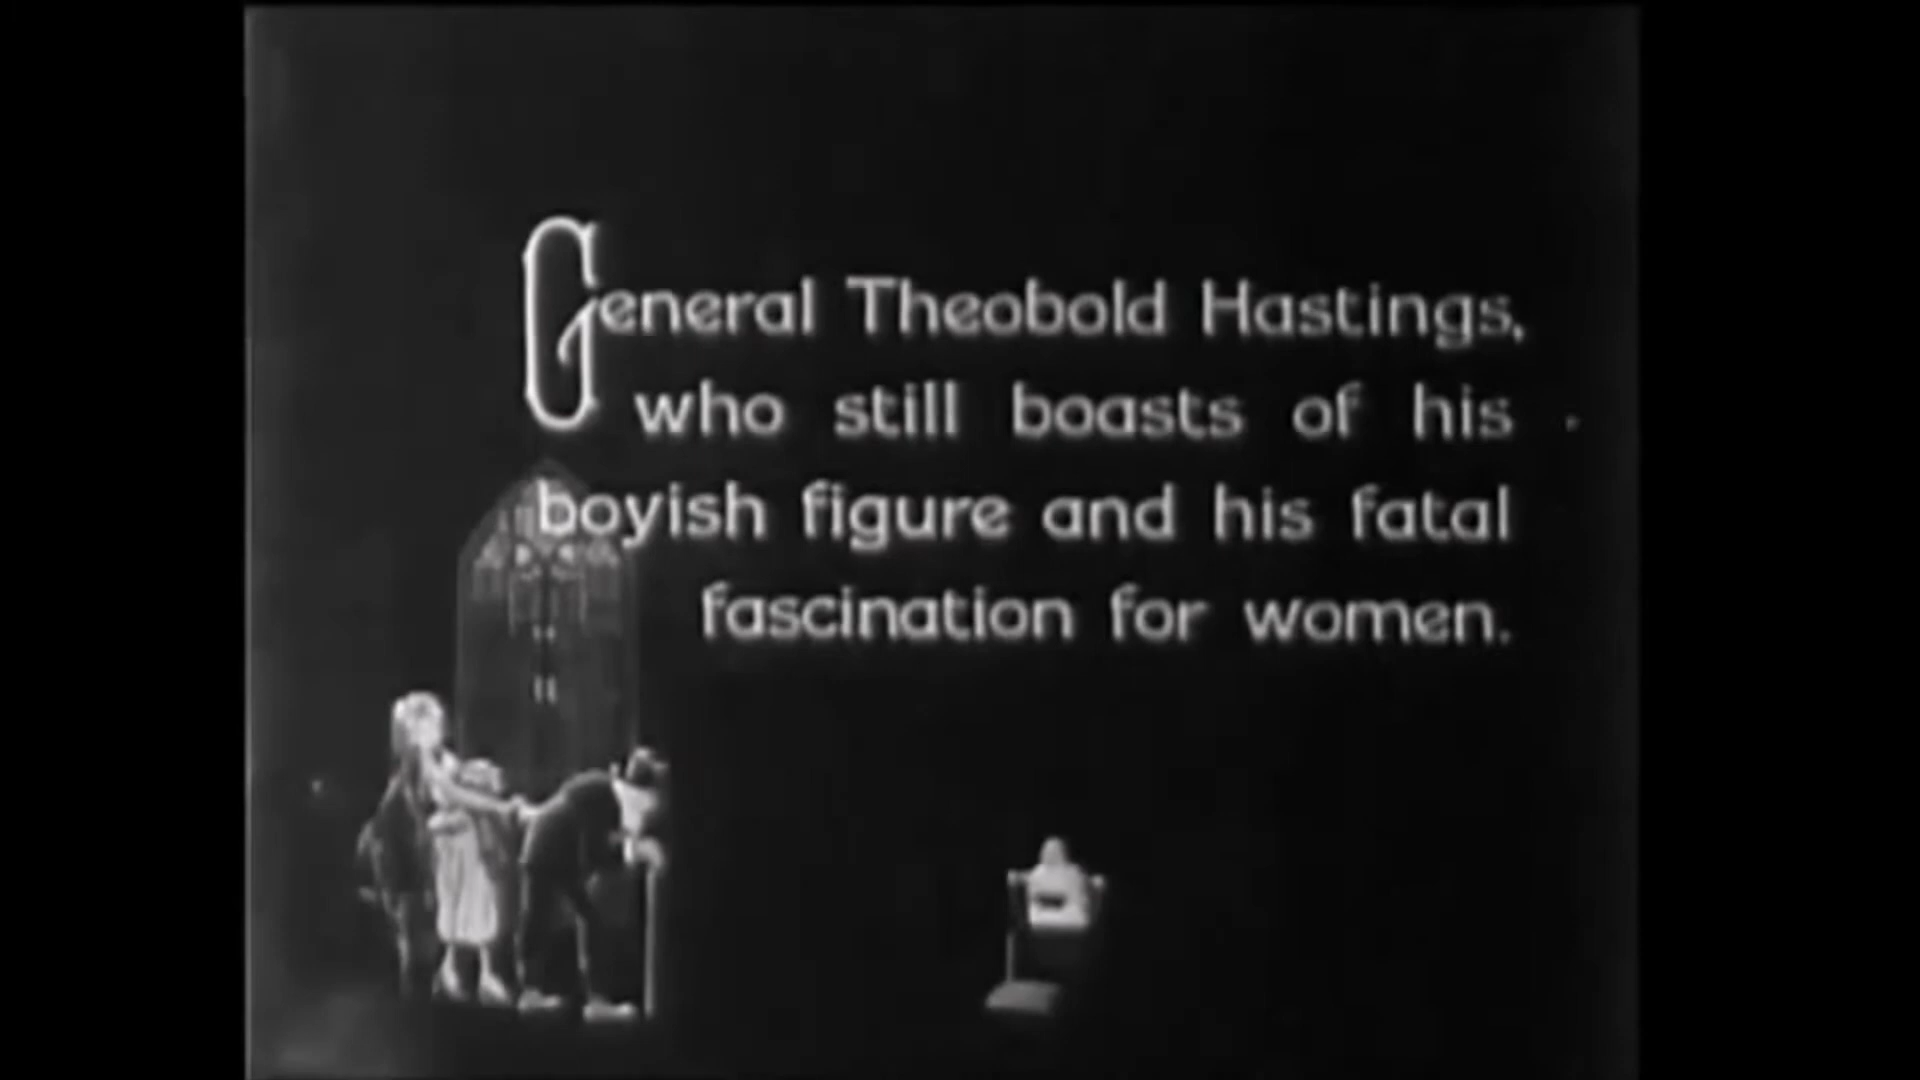 General Theobold Hastings,
who still boasts of his
boyish figure and his fatal
fascination for women.